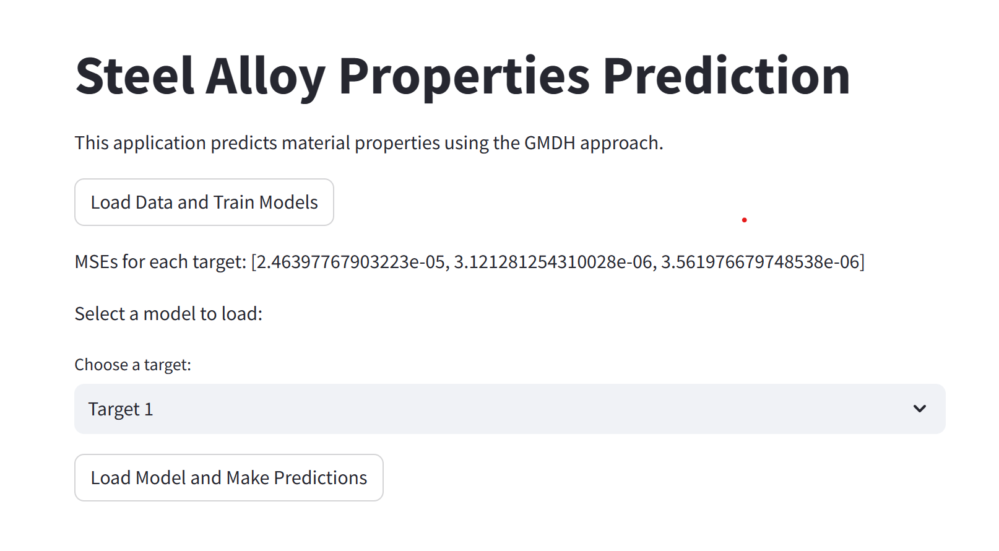 Steel Alloy Properties Prediction
This application predicts material properties using the GMDH approach.
Load Data and Train Models
MSEs for each target: [2.46397767903223e-05, 3.121281254310028e-06, 3.561976679748538e-06]
Select a model to load:
Choose a target:
Target 1
Load Model and Make Predictions